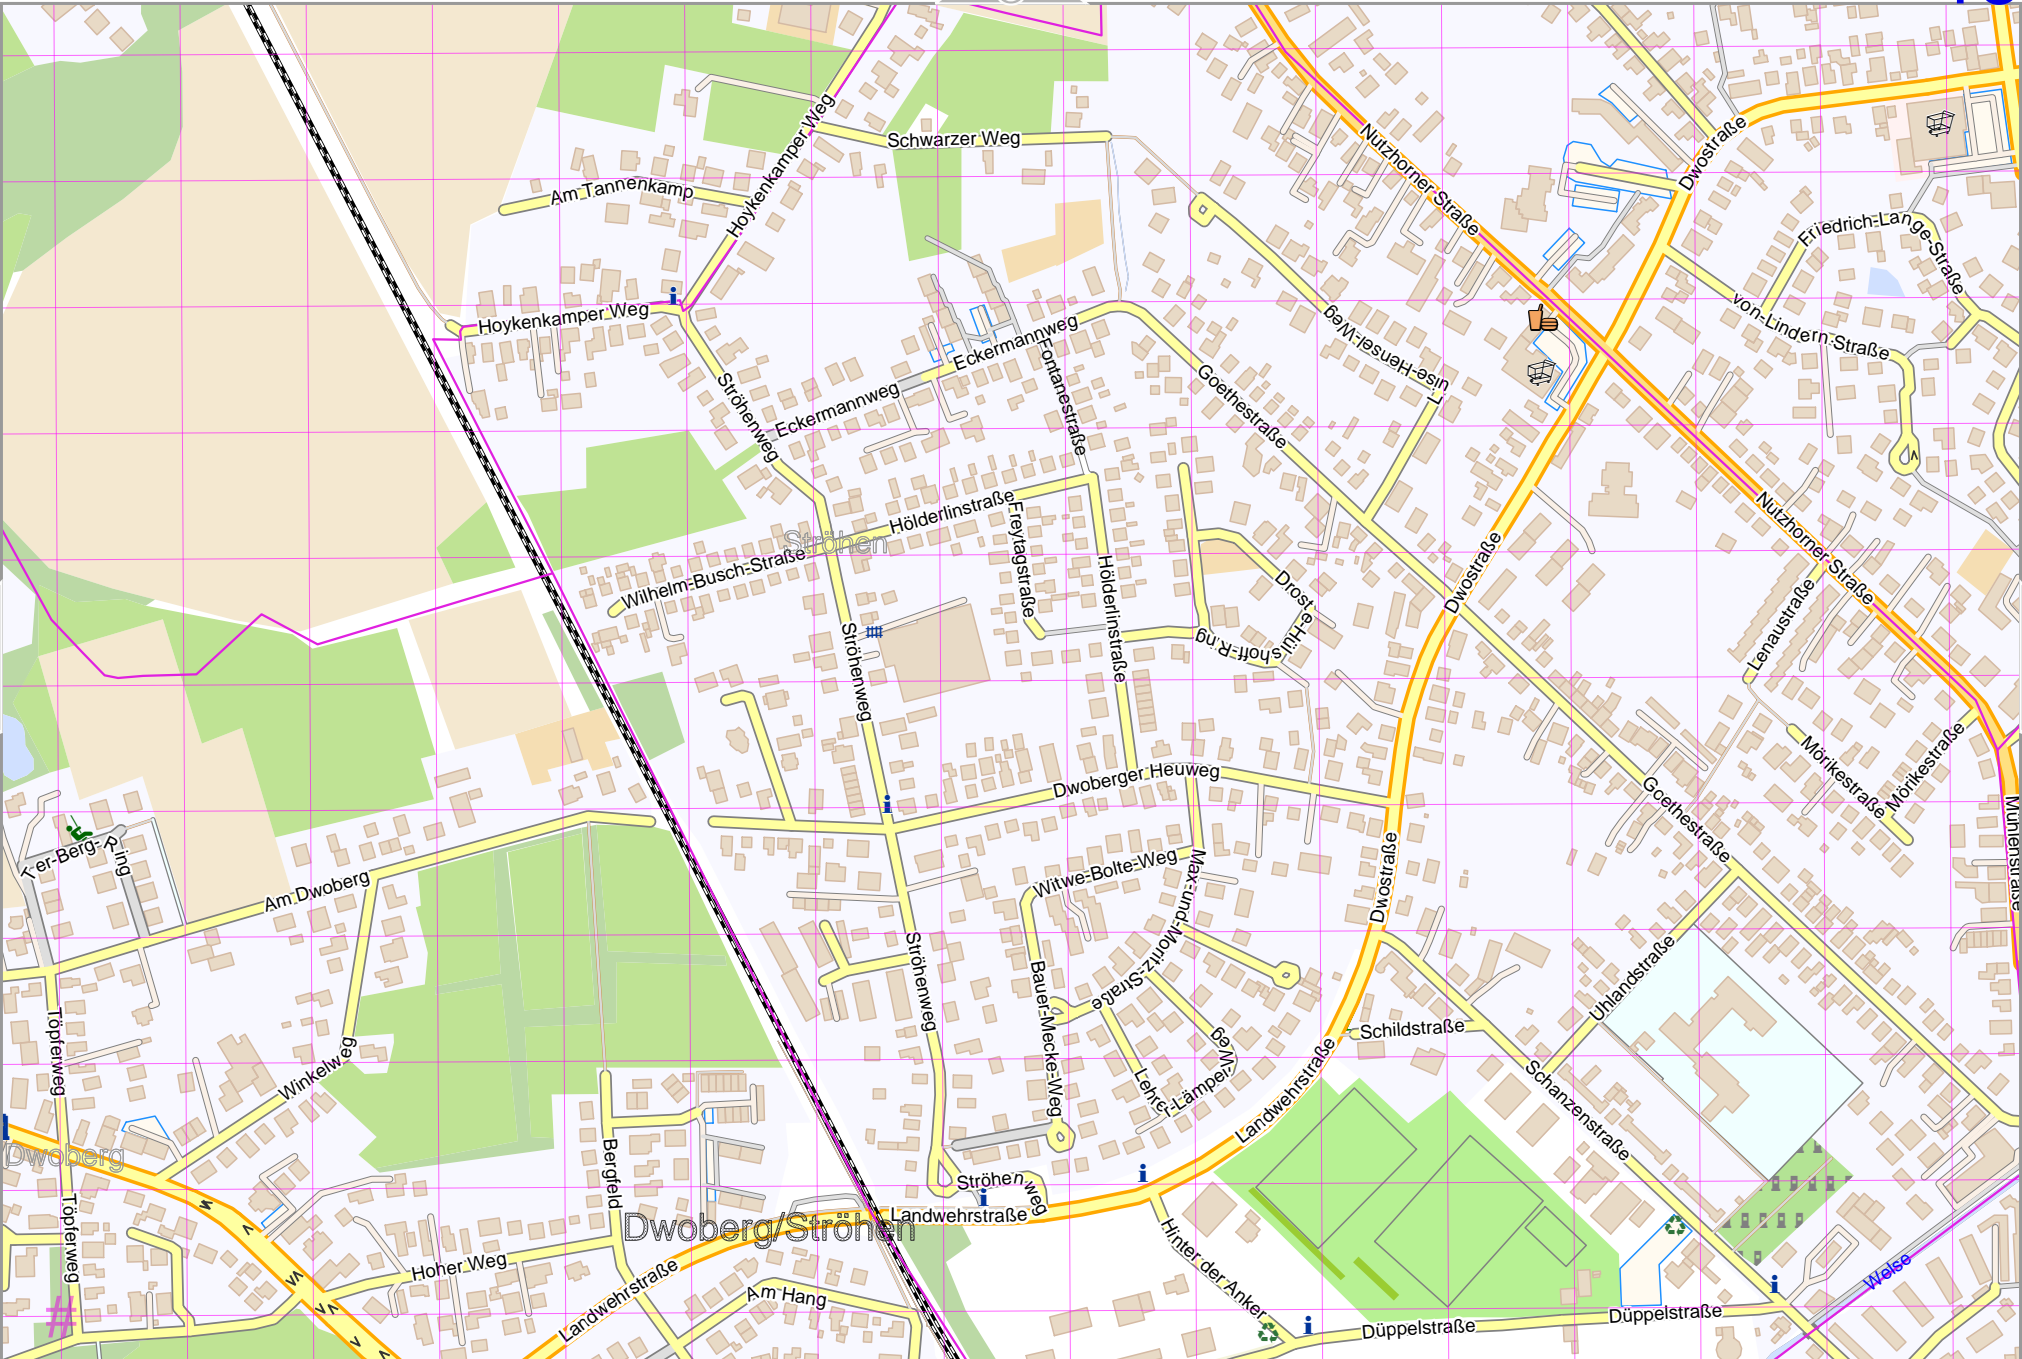 Schwarzer Weg
Nutzhorner-Straße
Dwostraße
Hoykenkamper Weg
Am Tannenkamp
Friedrich-Lange-Straße
Hoykenkamper Weg
von-Lindern-Straße
Luise-Hensel-Weg
Eckermannweg
Fontanestraße
Goethestraße
Ströhenweg
Eckermannweg
Hölderlinstraße
Freytagstraße
Ströhen
Nutzhorner-Straße
Wilhelm-Busch-Straße
Hölderlinstraße
Droste-Hülshoff-Ring
Dwostraße
Lenaustraße
Ströhenweg
Mörikestraße
Mörikestraße
Dwoberger Heuweg
Goethestraße
Mühlenstraße
Ter-Berg-Ring
Am Dwoberg
Witwe-Bolte-Weg
Max-und-Moritz-Straße
Dwostraße
Ströhenweg
Bauer-Mecke-Weg
Uhlandstraße
Töpferweg
Winkelweg
Lehrer-Lämpel-Weg
Schildstraße
Landwehrstraße
Schanzenstraße
Dwoberg
Bergfeld
Ströhenweg
Töpferweg
Dwoberg/Ströhen
Landwehrstraße
Hinter der Anker
Hoher Weg
Welse
Landwehrstraße
Am Hang
Düppelstraße
Düppelstraße
#